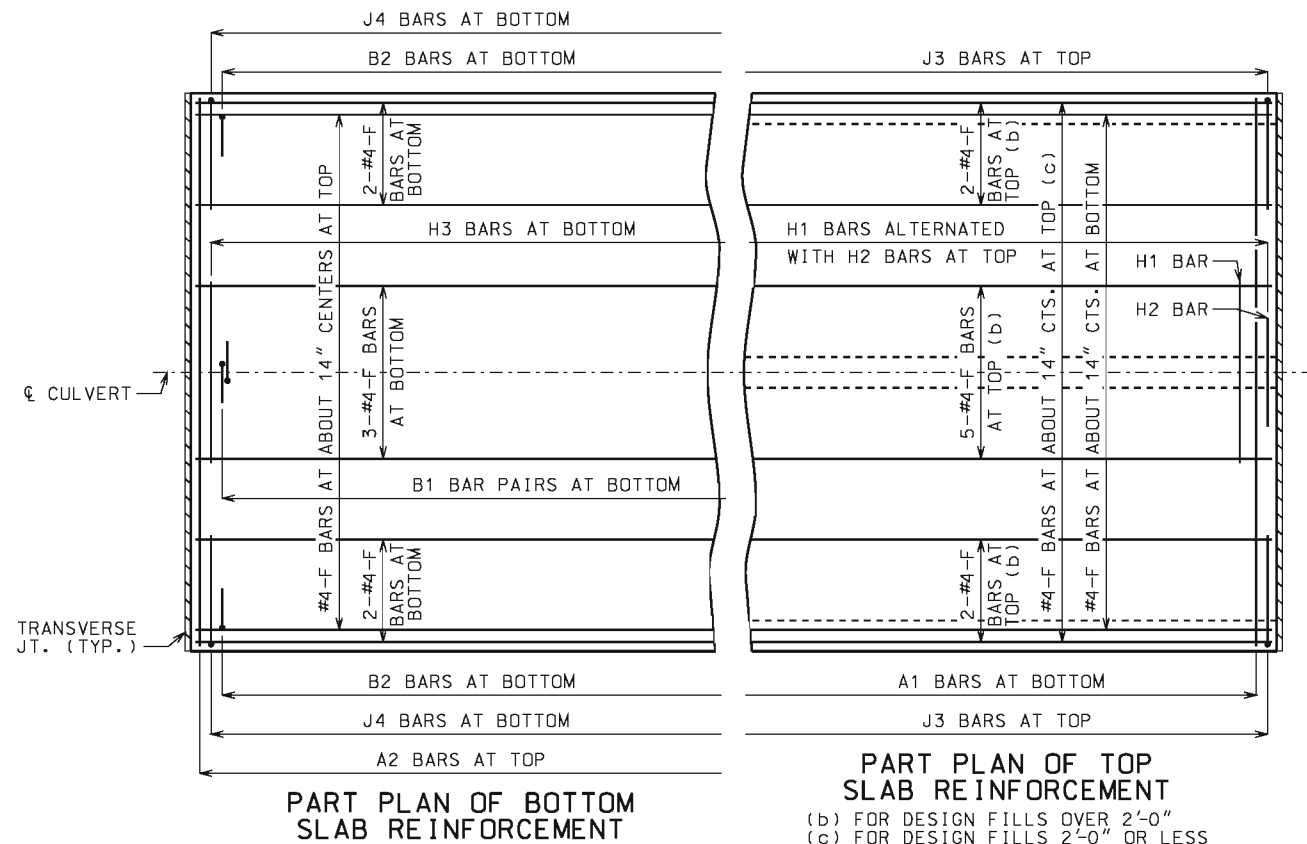 J4 BARS AT BOTTOM
B2 BARS AT BOTTOM
J3 BARS AT TOP
#4-F BARS AT ABOUT 14" CENTERS AT TOP
2-#4-F
BARS AT
BOTTOM
2-#4-F
BARS AT
TOP (b)
#4-F BARS AT ABOUT 14" CTS. AT TOP (c)
#4-F BARS AT ABOUT 14" CTS. AT BOTTOM
H3 BARS AT BOTTOM
H1 BARS ALTERNATED
WITH H2 BARS AT TOP
H1 BAR
H2 BAR
3-#4-F BARS
AT BOTTOM
5-#4-F BARS
AT TOP (b)
℄ CULVERT
B1 BAR PAIRS AT BOTTOM
2-#4-F
BARS AT
BOTTOM
2-#4-F
BARS AT
TOP (b)
TRANSVERSE
JT. (TYP.)
B2 BARS AT BOTTOM
A1 BARS AT BOTTOM
J4 BARS AT BOTTOM
J3 BARS AT TOP
A2 BARS AT TOP
PART PLAN OF BOTTOM
SLAB REINFORCEMENT
PART PLAN OF TOP
SLAB REINFORCEMENT
(b) FOR DESIGN FILLS OVER 2'-0"
(c) FOR DESIGN FILLS 2'-0" OR LESS